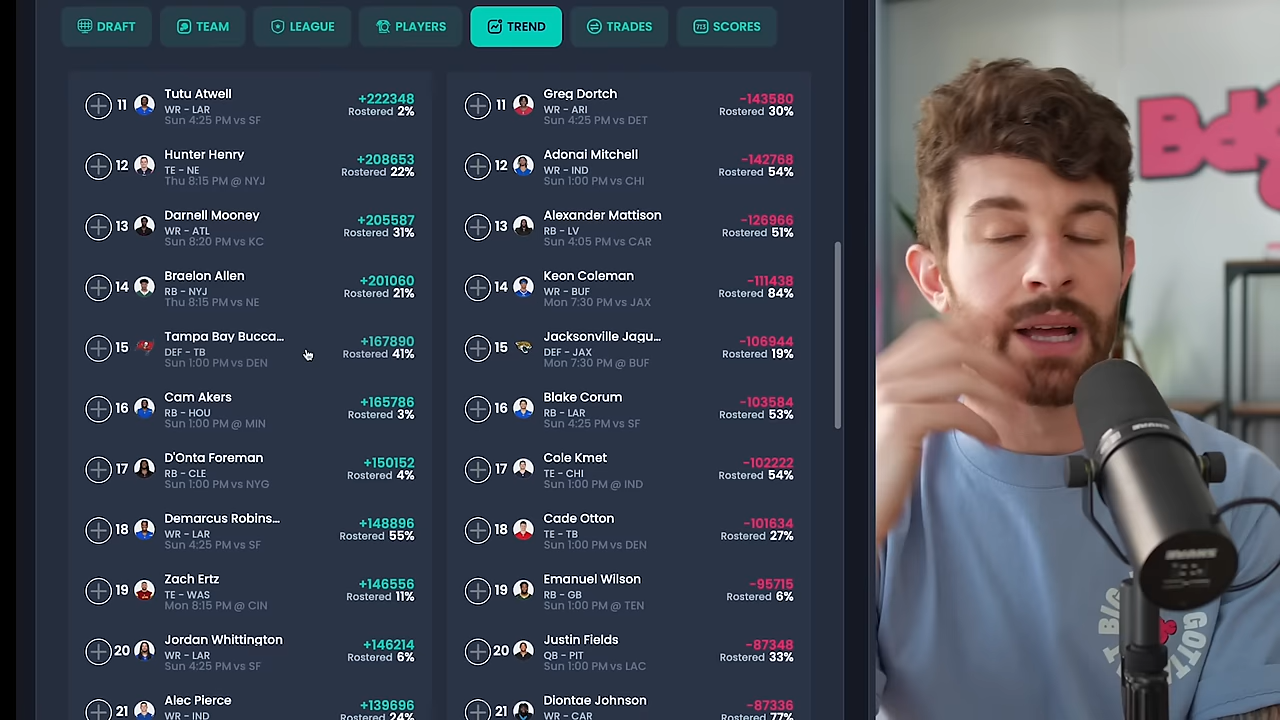 DRAFT
TEAM
LEAGUE
PLAYERS
TREND
TRADES
SCORES
11 Tutu Atwell +222348
WR - LAR Rostered 2%
Sun 4:25 PM vs SF
12 Hunter Henry +208653
TE - NE Rostered 22%
Thu 8:15 PM @ NYJ
13 Darnell Mooney +205587
WR - ATL Rostered 31%
Sun 8:20 PM vs KC
14 Braelon Allen +201060
RB - NYJ Rostered 21%
Thu 8:15 PM vs NE
15 Tampa Bay Bucca... +167890
DEF - TB Rostered 41%
Sun 1:00 PM vs DEN
16 Cam Akers +165786
RB - HOU Rostered 3%
Sun 1:00 PM @ MIN
17 D'Onta Foreman +150152
RB - CLE Rostered 4%
Sun 1:00 PM vs NYG
18 Demarcus Robins... +148896
WR - LAR Rostered 55%
Sun 4:25 PM vs SF
19 Zach Ertz +146556
TE - WAS Rostered 11%
Mon 8:15 PM @ CIN
20 Jordan Whittington +146214
WR - LAR Rostered 6%
Sun 4:25 PM vs SF
21 Alec Pierce +139696
WR - IND Rostered 24%
11 Greg Dortch -143580
WR - ARI Rostered 30%
Sun 4:25 PM vs DET
12 Adonai Mitchell -142768
WR - IND Rostered 54%
Sun 1:00 PM vs CHI
13 Alexander Mattison -126966
RB - LV Rostered 51%
Sun 4:05 PM vs CAR
14 Keon Coleman -111438
WR - BUF Rostered 84%
Mon 7:30 PM vs JAX
15 Jacksonville Jagu... -106944
DEF - JAX Rostered 19%
Mon 7:30 PM @ BUF
16 Blake Corum -103584
RB - LAR Rostered 53%
Sun 4:25 PM vs SF
17 Cole Kmet -102222
TE - CHI Rostered 54%
Sun 1:00 PM @ IND
18 Cade Otton -101634
TE - TB Rostered 27%
Sun 1:00 PM vs DEN
19 Emanuel Wilson -95715
RB - GB Rostered 6%
Sun 1:00 PM @ TEN
20 Justin Fields -87348
QB - PIT Rostered 33%
Sun 1:00 PM vs LAC
21 Diontae Johnson -87336
WR - CAR Rostered 77%
BIG
GOTI